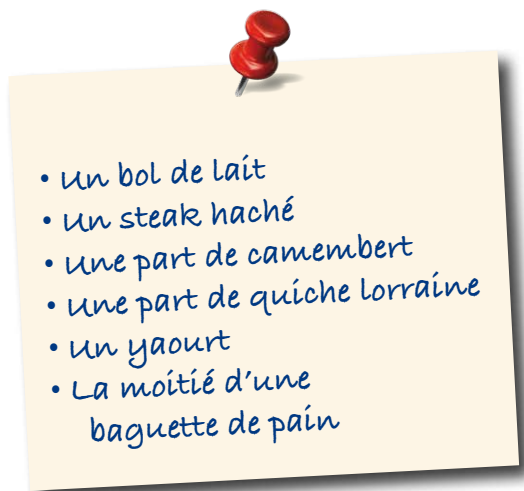 • Un bol de lait
• Un steak haché
• Une part de camembert
• Une part de quiche lorraine
• Un yaourt
• La moitié d'une
baguette de pain